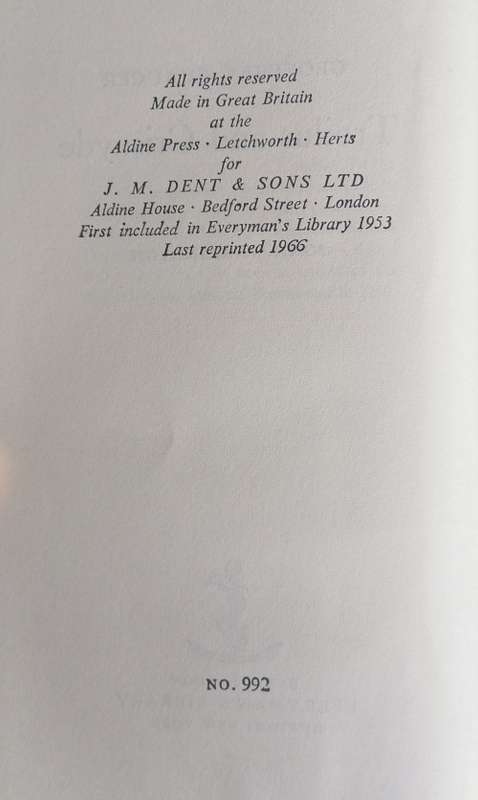 All rights reserved
Made in Great Britain
at the
Aldine Press · Letchworth · Herts
for
J. M. DENT & SONS LTD
Aldine House · Bedford Street · London
First included in Everyman's Library 1953
Last reprinted 1966
NO. 992